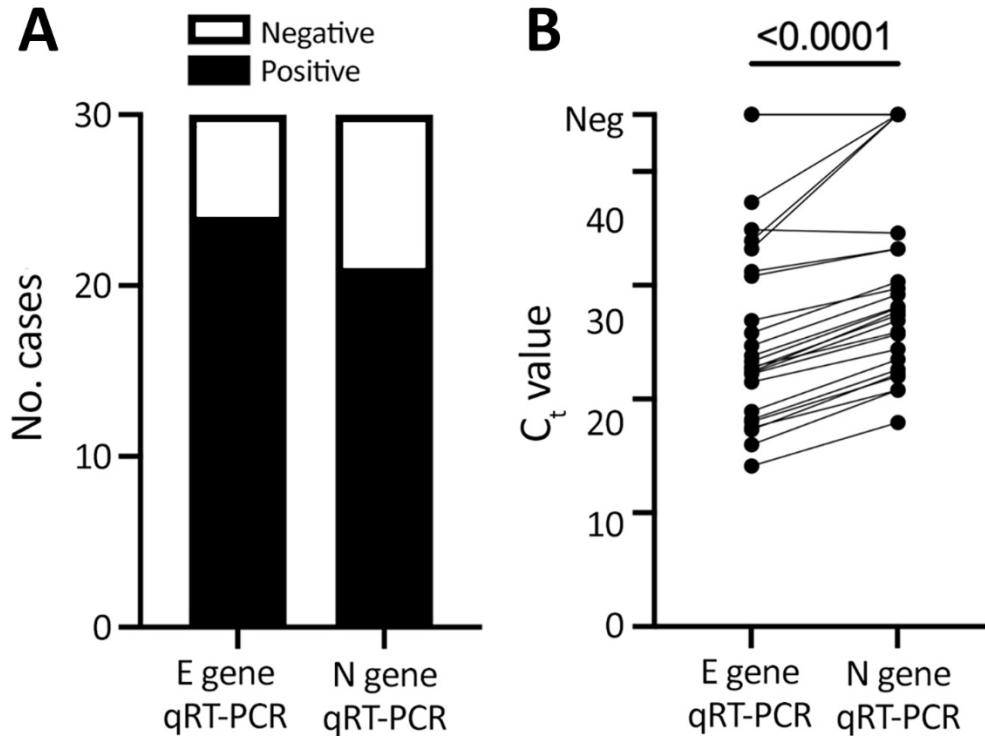 A
Negative
Positive
No. cases
30
20
10
0
E gene
qRT-PCR
N gene
qRT-PCR
B
<0.0001
Ct value
Neg
40
30
20
10
0
E gene
qRT-PCR
N gene
qRT-PCR